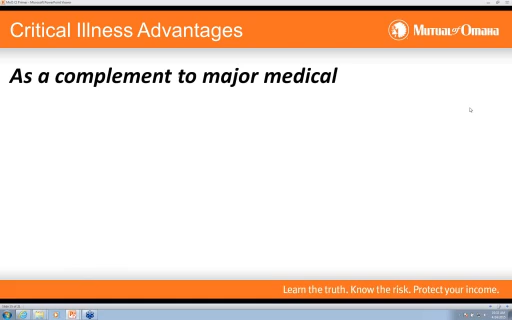 Critical Illness Advantages
Mutual of Omaha
As a complement to major medical
Learn the truth. Know the risk. Protect your income.